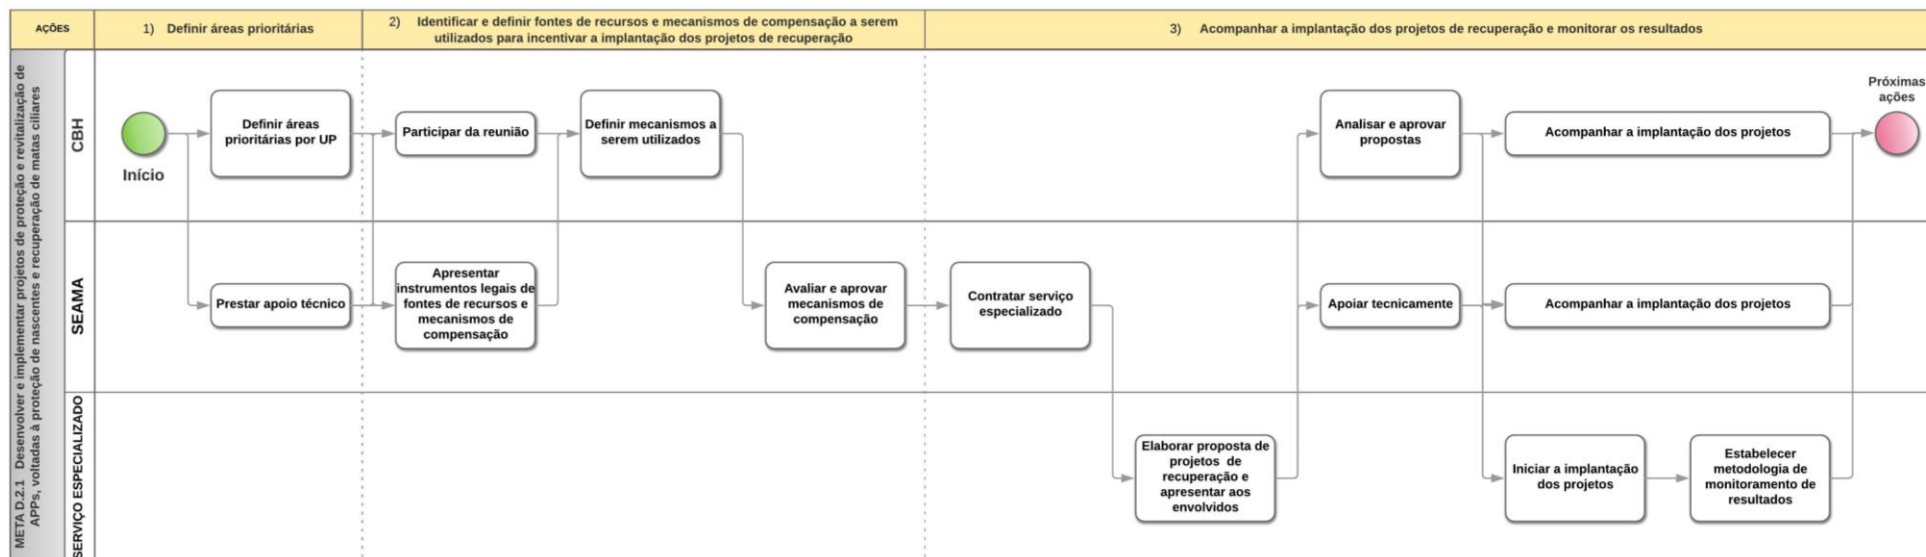 AÇÕES
1) Definir áreas prioritárias
2) Identificar e definir fontes de recursos e mecanismos de compensação a serem
utilizados para incentivar a implantação dos projetos de recuperação
3) Acompanhar a implantação dos projetos de recuperação e monitorar os resultados
META D.2.1 Desenvolver e implementar projetos de proteção e revitalização de
APPs, voltadas à proteção de nascentes e recuperação de matas ciliares
CBH
Início
Definir áreas
prioritárias por UP
Participar da reunião
Definir mecanismos a
serem utilizados
Analisar e aprovar
propostas
Acompanhar a implantação dos projetos
Próximas
ações
SEAMA
Prestar apoio técnico
Apresentar
instrumentos legais de
fontes de recursos e
mecanismos de
compensação
Avaliar e aprovar
mecanismos de
compensação
Contratar serviço
especializado
Apoiar tecnicamente
Acompanhar a implantação dos projetos
SERVIÇO ESPECIALIZADO
Elaborar proposta de
projetos de
recuperação e
apresentar aos
envolvidos
Iniciar a implantação
dos projetos
Estabelecer
metodologia de
monitoramento de
resultados